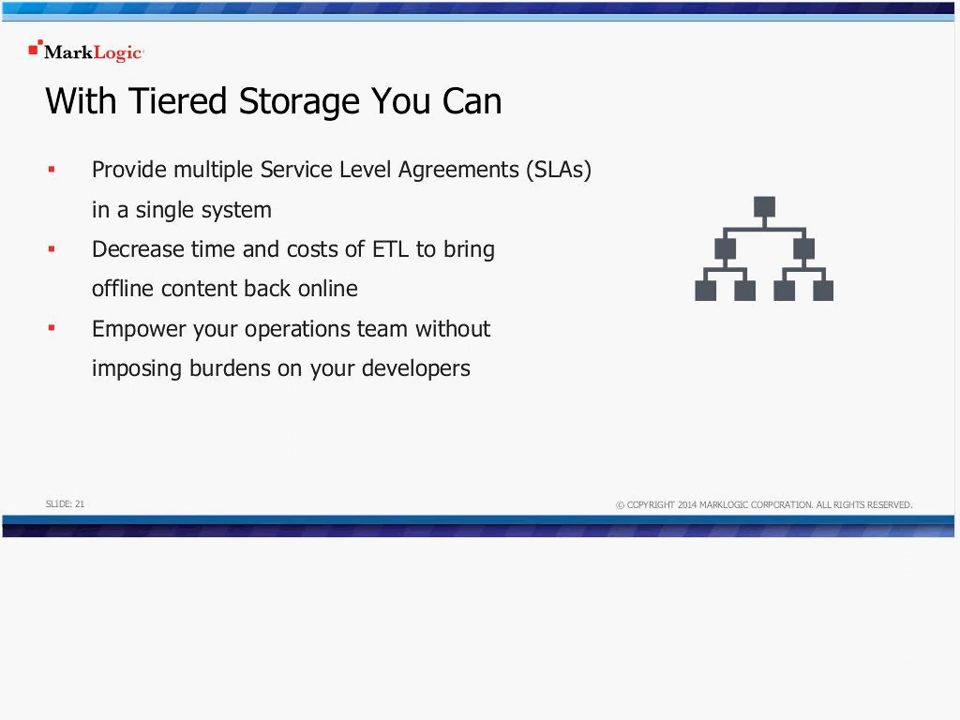 MarkLogic
With Tiered Storage You Can
▪ Provide multiple Service Level Agreements (SLAs)
in a single system
▪ Decrease time and costs of ETL to bring
offline content back online
▪ Empower your operations team without
imposing burdens on your developers
SLIDE: 21
© COPYRIGHT 2014 MARKLOGIC CORPORATION. ALL RIGHTS RESERVED.